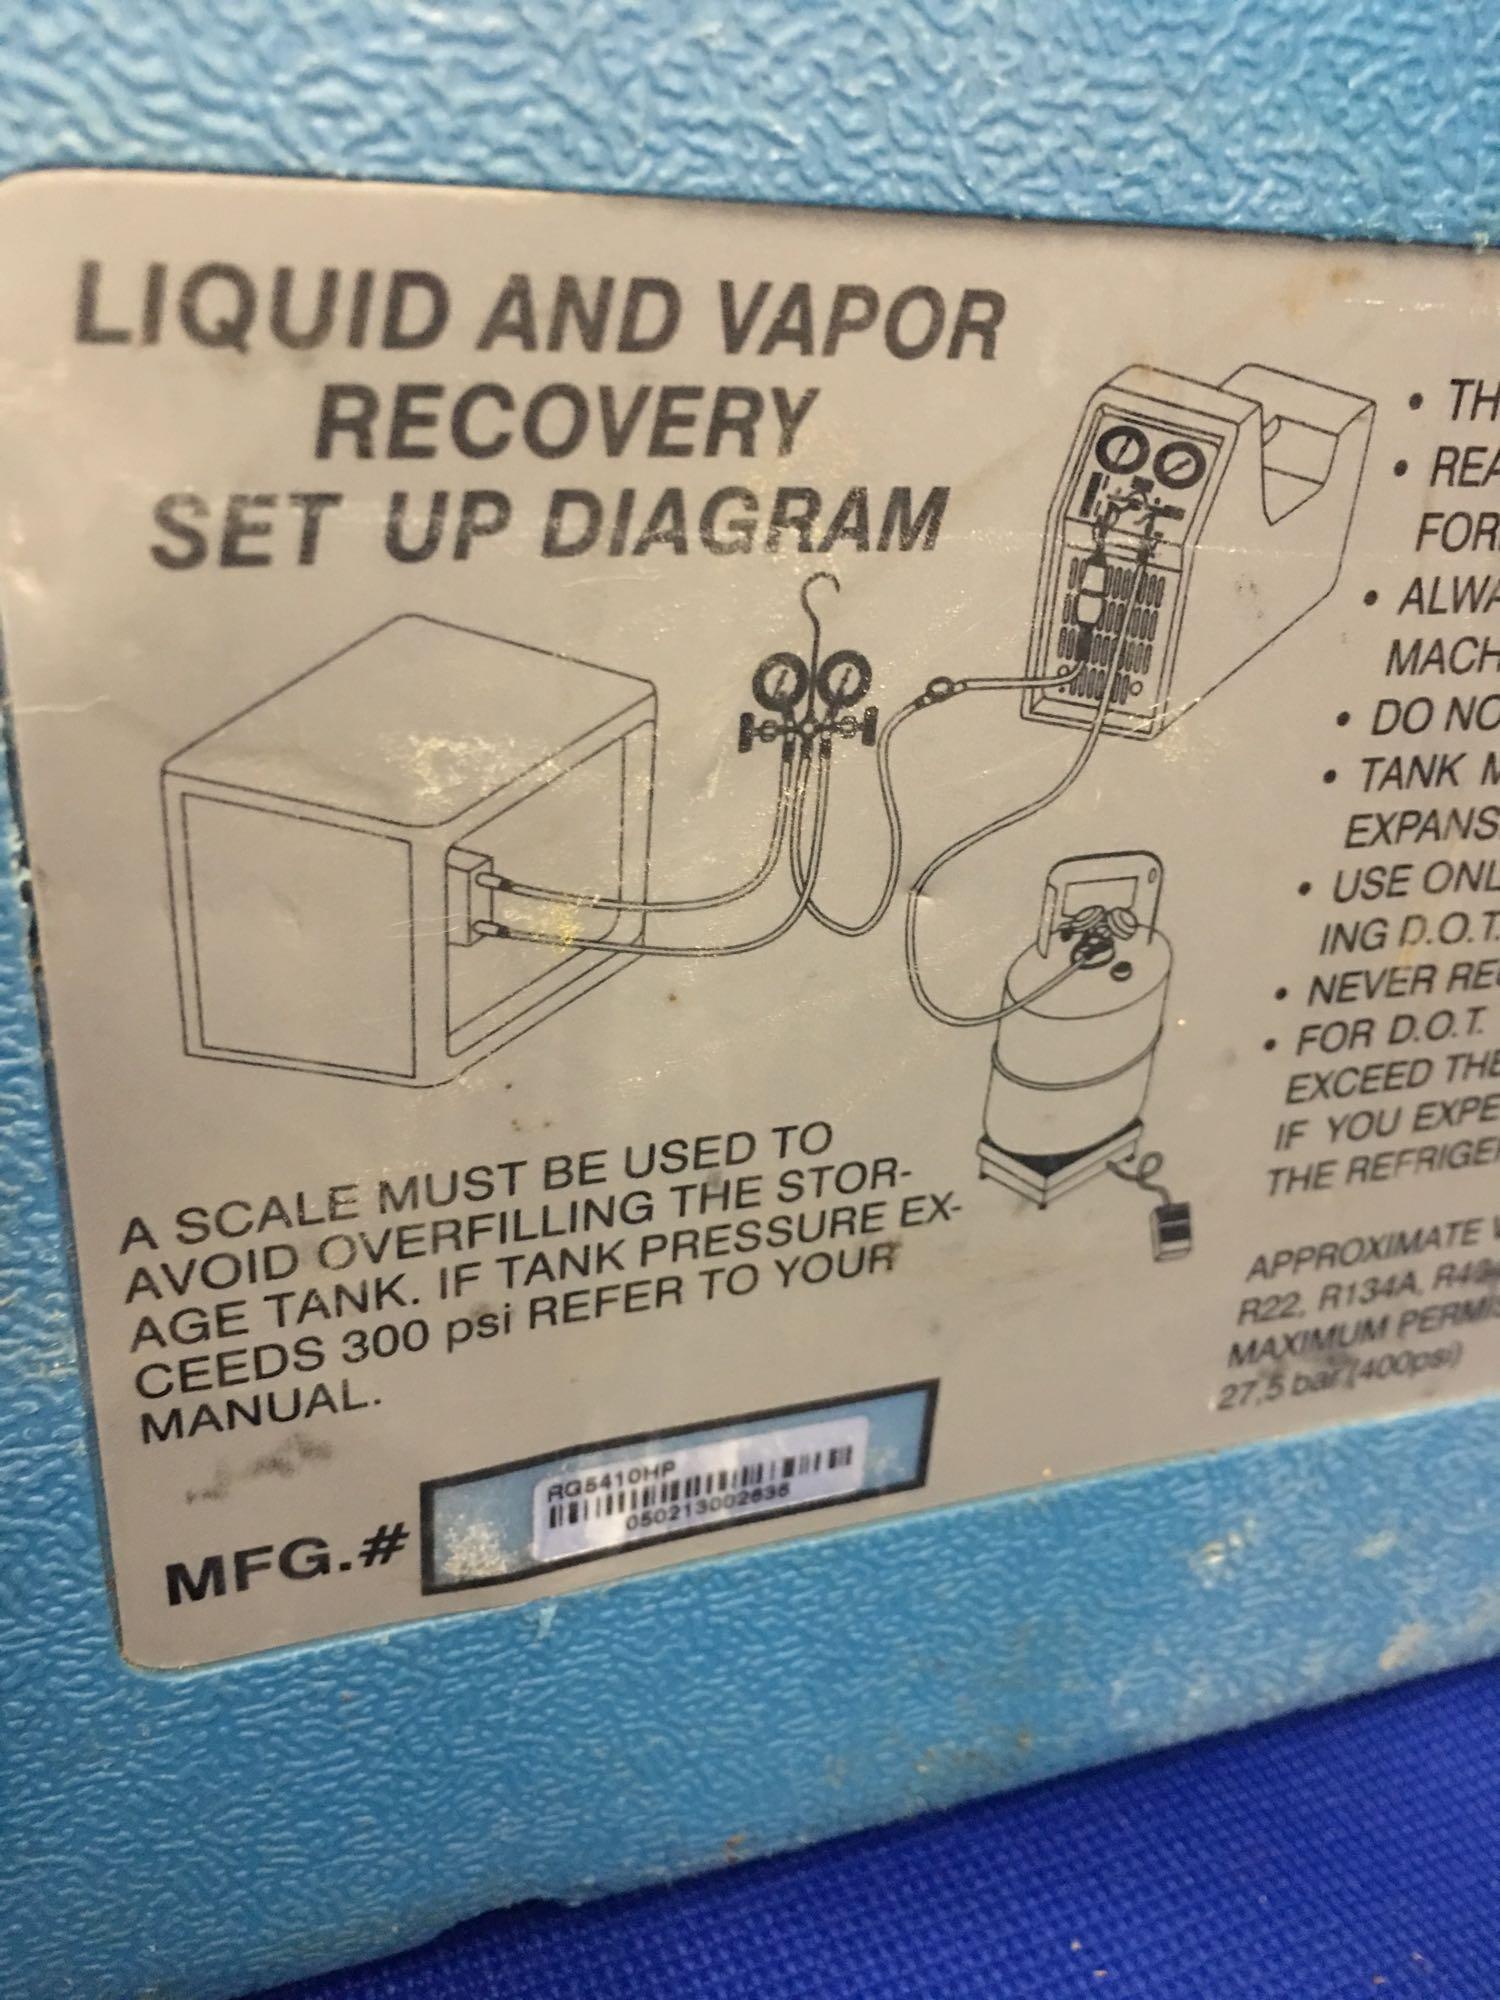 LIQUID AND VAPOR
RECOVERY
SET UP DIAGRAM
A SCALE MUST BE USED TO
AVOID OVERFILLING THE STOR-
AGE TANK. IF TANK PRESSURE EX-
CEEDS 300 psi REFER TO YOUR
MANUAL.
MFG.#
RG5410HP
050213002635
• TH
• REA
FOR
• ALWA
MACH
• DO NO
• TANK M
EXPANS
• USE ONL
ING D.O.T.
• NEVER RE
• FOR D.O.T.
EXCEED THE
IF YOU EXPE
THE REFRIGE
APPROXIMATE
R22, R134A,
MAXIMUM PERMIS
27,5 bar (400psi)